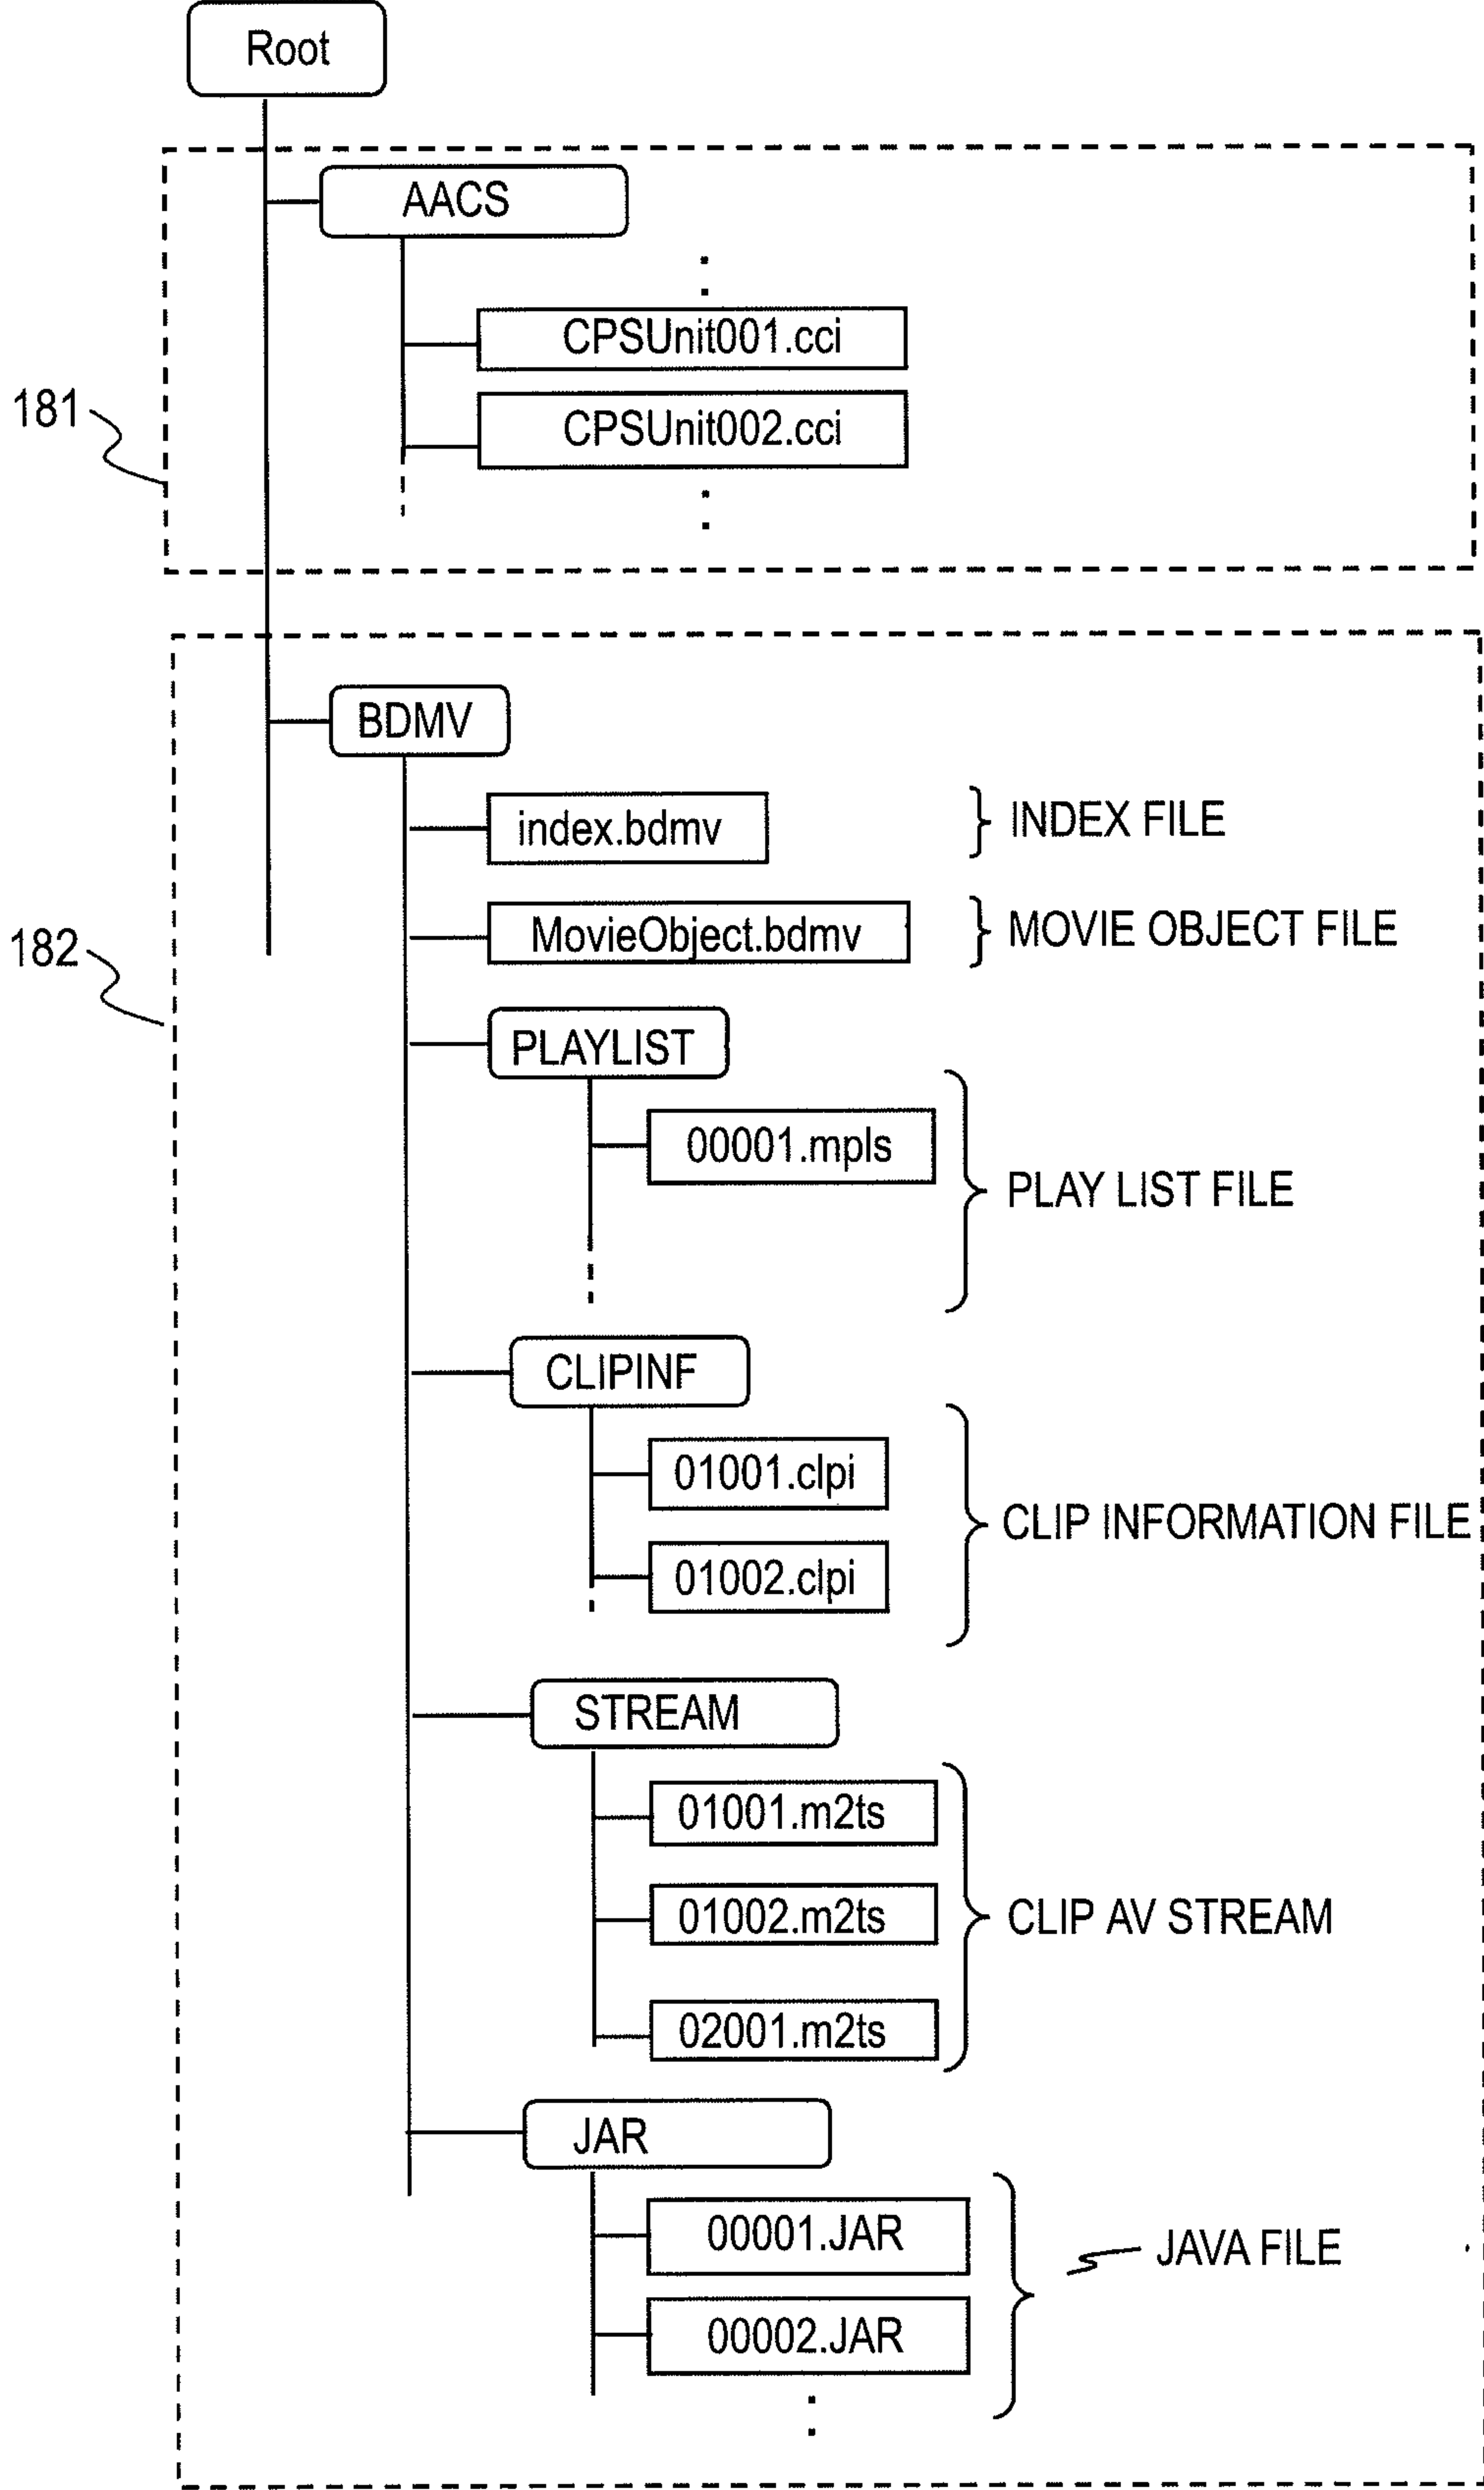 Root
AACS
CPSUnit001.cci
181
CPSUnit002.cci
BDMV
index.bdmv
INDEX FILE
MovieObject.bdmv
MOVIE OBJECT FILE
182
PLAYLIST
00001.mpls
PLAY LIST FILE
CLIPINF
01001.clpi
CLIP INFORMATION FILE
01002.clpi
STREAM
01001.m2ts
01002.m2ts
CLIP AV STREAM
02001.m2ts
JAR
00001.JAR
JAVA FILE
00002.JAR